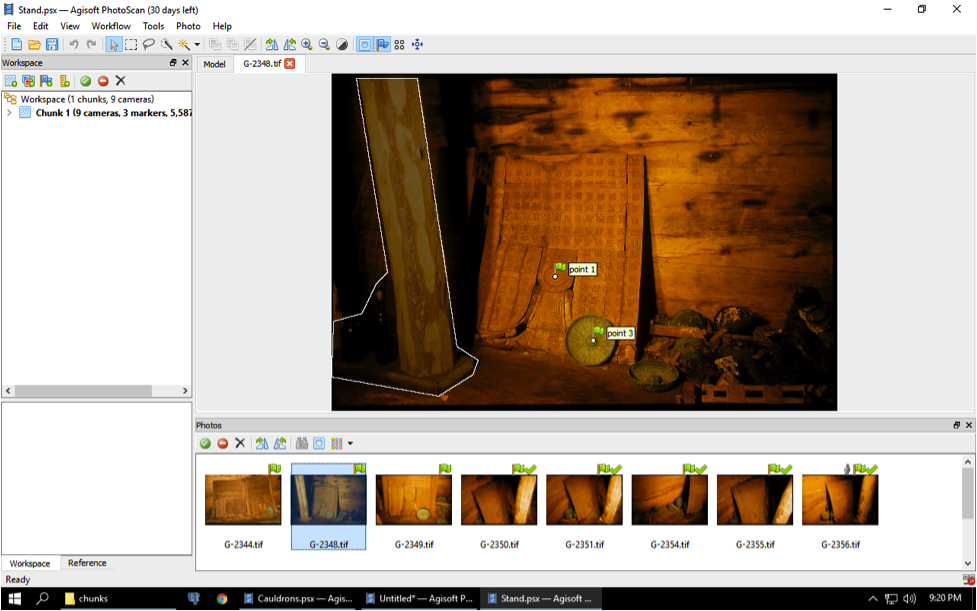 Stand.psx — Agisoft PhotoScan (30 days left)
File Edit View Workflow Tools Photo Help
Workspace
Model G-2348.tif
Workspace (1 chunks, 9 cameras)
Chunk 1 (9 cameras, 3 markers, 5,587
point 1
point 3
Photos
G-2344.tif G-2348.tif G-2349.tif G-2350.tif G-2351.tif G-2354.tif G-2355.tif G-2356.tif
Workspace Reference
Ready
chunks Cauldrons.psx — Agis... Untitled* — Agisoft P... Stand.psx — Agisoft ... 9:20 PM